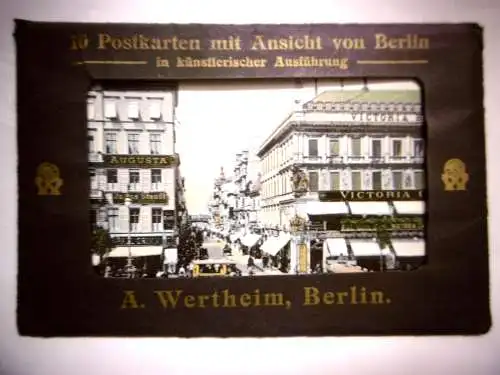 10 Postkarten mit Ansicht von Berlin
in künstlerischer Ausführung
VICTORIA
AUGUSTA
VICTORIA
A. Wertheim, Berlin.